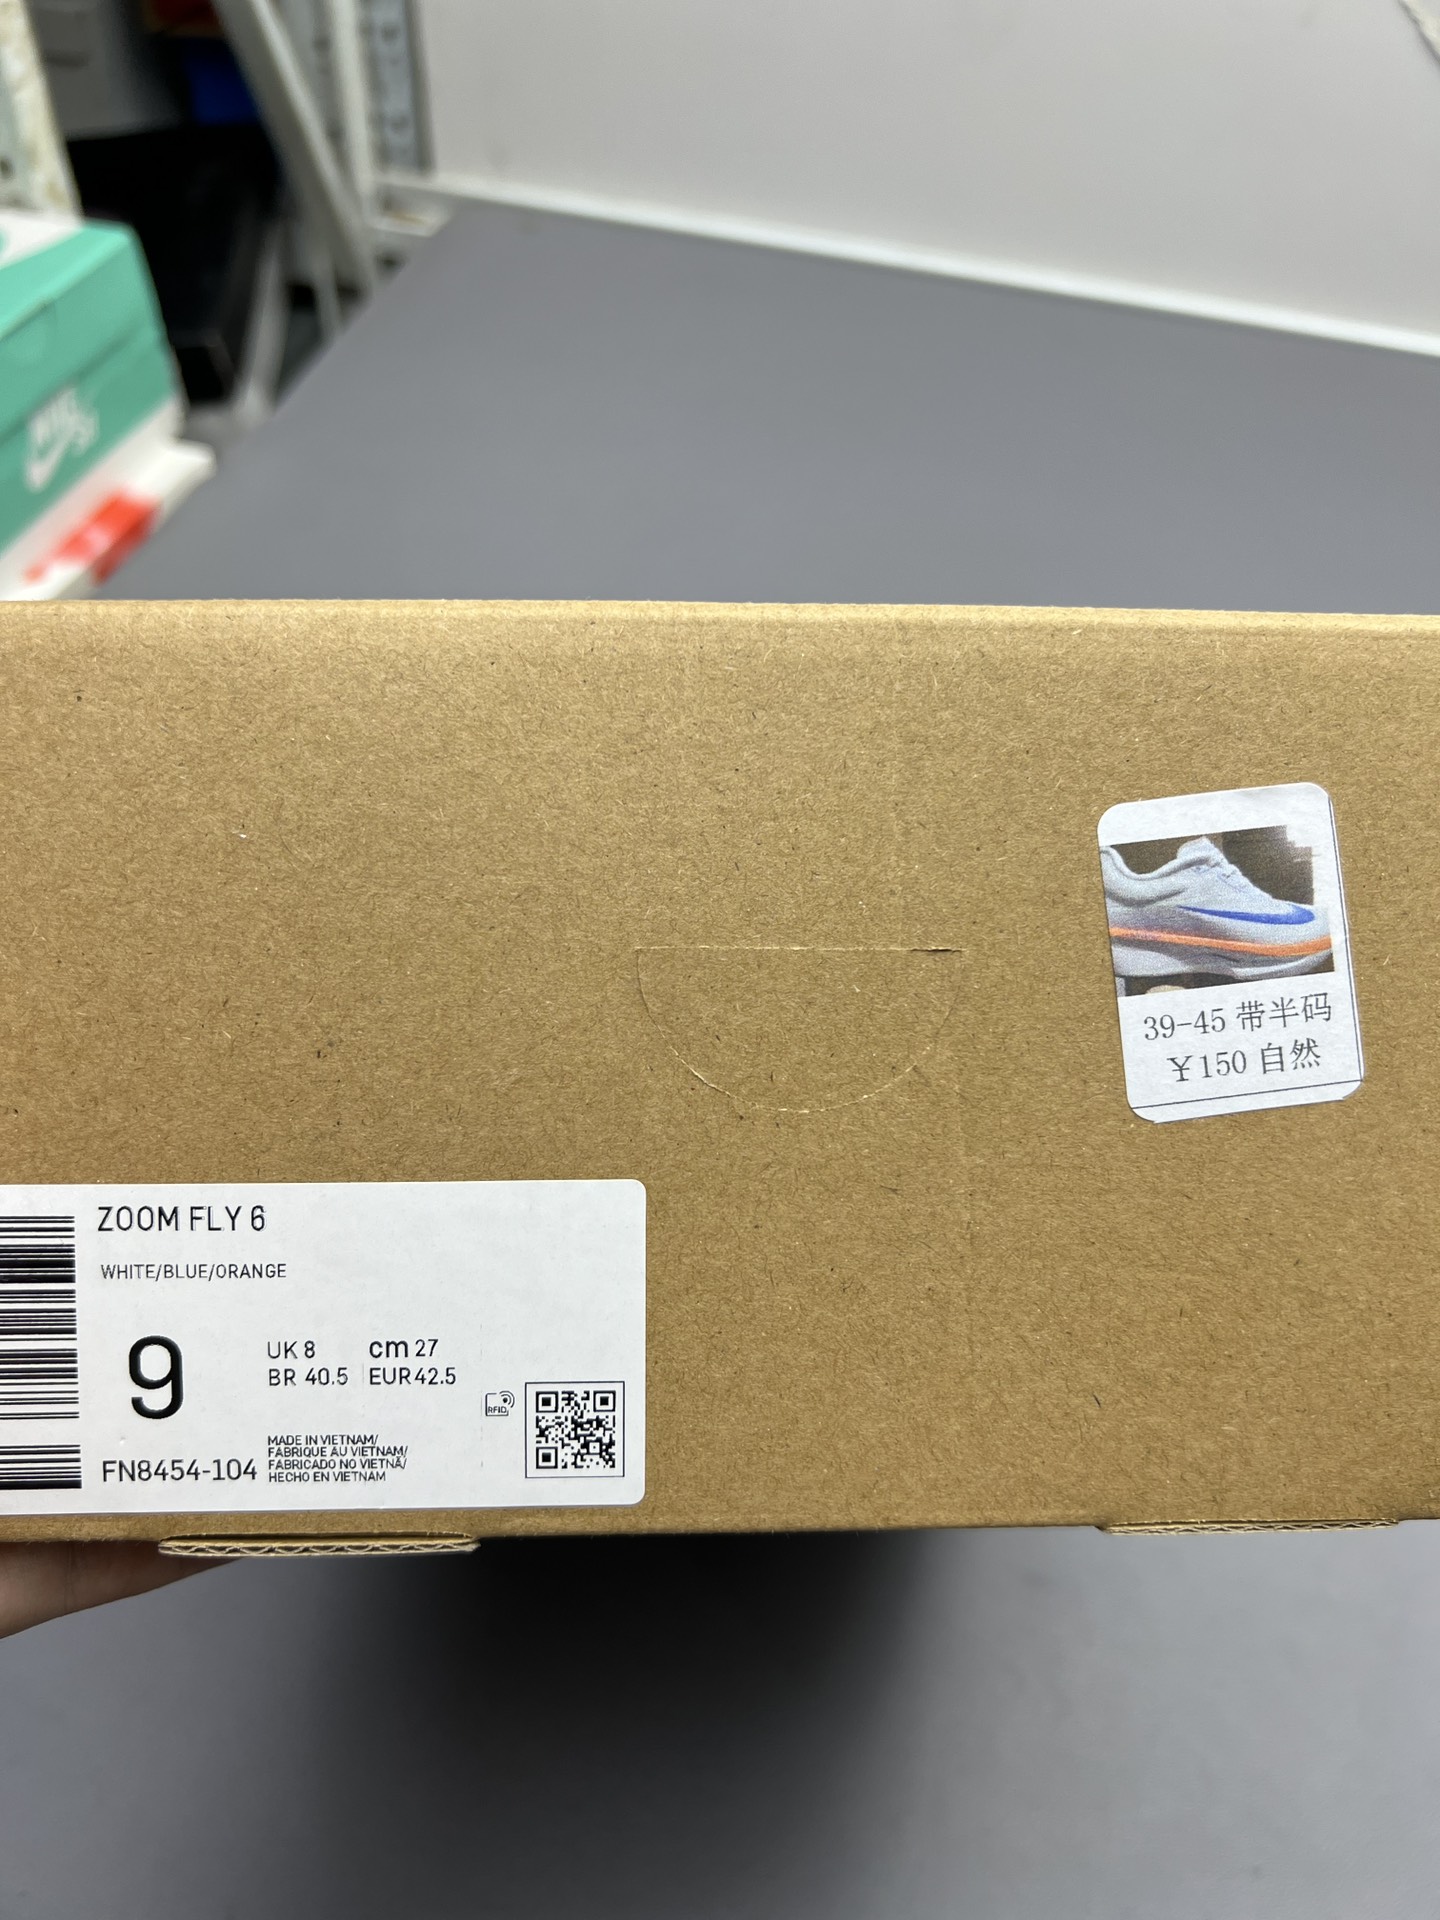 39-45 带半码
¥150 自然
ZOOM FLY 6
WHITE/BLUE/ORANGE
9
UK 8 cm 27
BR 40.5 EUR 42.5
RFID
MADE IN VIETNAM/
FABRIQUE AU VIETNAM/
FABRICADO NO VIETNÃ/
HECHO EN VIETNAM
FN8454-104